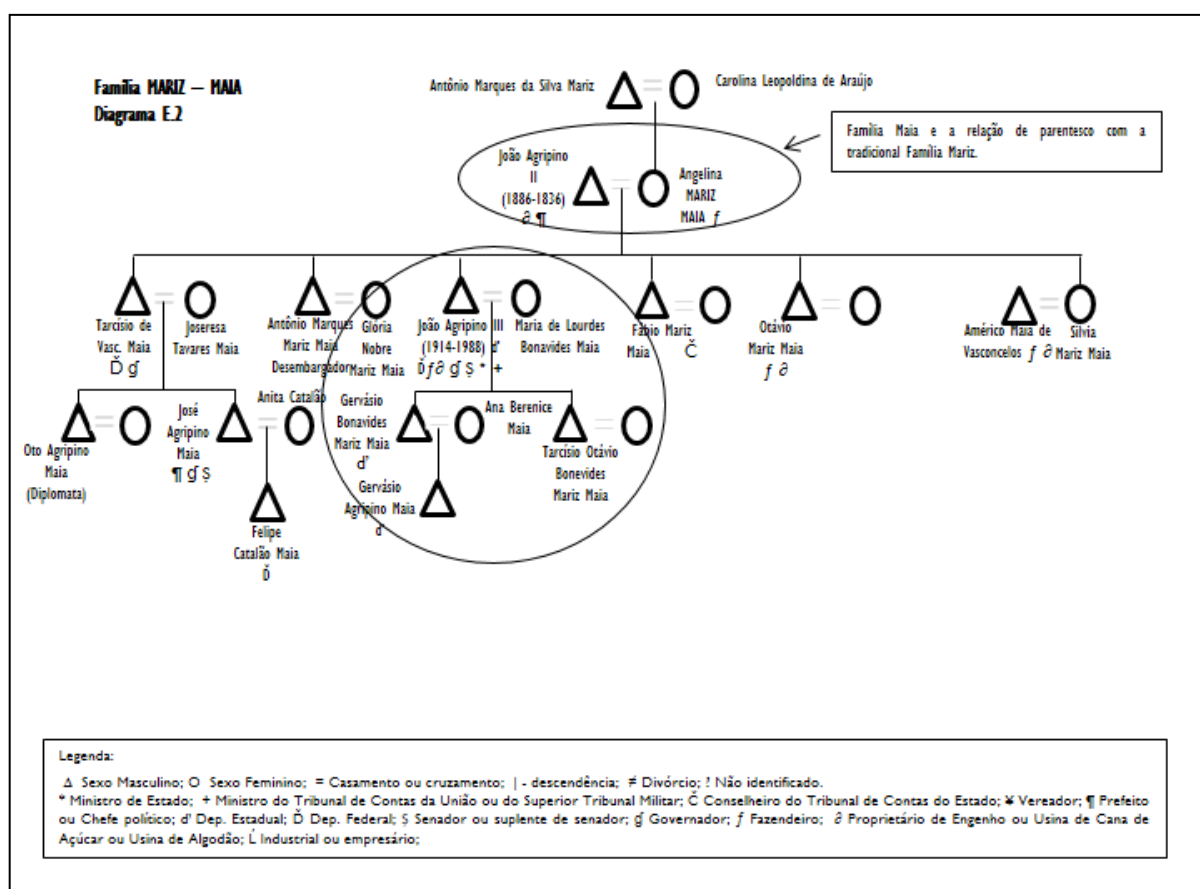 Família MARIZ – MAIA
Diagrama E.2
Antônio Marques da Silva Mariz
Carolina Leopoldina de Araújo
Família Maia e a relação de parentesco com a
tradicional Família Mariz.
João Agripino
II
(1886-1836)
∂ ¶
Angelina
MARIZ
MAIA ƒ
Tarcísio de
Vasc. Maia
Ď ɠ
Joseresa
Tavares Maia
Antônio Marques
Mariz Maia
Desembargador
Glória
Nobre
Mariz Maia
João Agripino III
(1914-1988) ď
Ď ƒ ∂ ɠ Ș * +
Maria de Lourdes
Bonavides Maia
Fábio Mariz
Maia
Č
Otávio
Mariz Maia
ƒ ∂
Américo Maia de
Vasconcelos ƒ ∂
Silvia
Mariz Maia
Oto Agripino
Maia
(Diplomata)
José
Agripino
Maia
¶ ɠ Ș
Anita Catalão
Gervásio
Bonavides
Mariz Maia
ď
Ana Berenice
Maia
Tarcísio Otávio
Bonevides
Mariz Maia
Felipe
Catalão Maia
Ď
Gervásio
Agripino Maia
ď
Legenda:
Δ Sexo Masculino; O Sexo Feminino; = Casamento ou cruzamento; | - descendência; ≠ Divórcio; ! Não identificado.
* Ministro de Estado; + Ministro do Tribunal de Contas da União ou do Superior Tribunal Militar; Č Conselheiro do Tribunal de Contas do Estado; ¥ Vereador; ¶ Prefeito
ou Chefe político; ď Dep. Estadual; Ď Dep. Federal; Ș Senador ou suplente de senador; ɠ Governador; ƒ Fazendeiro; ∂ Proprietário de Engenho ou Usina de Cana de
Açúcar ou Usina de Algodão; Ĺ Industrial ou empresário;